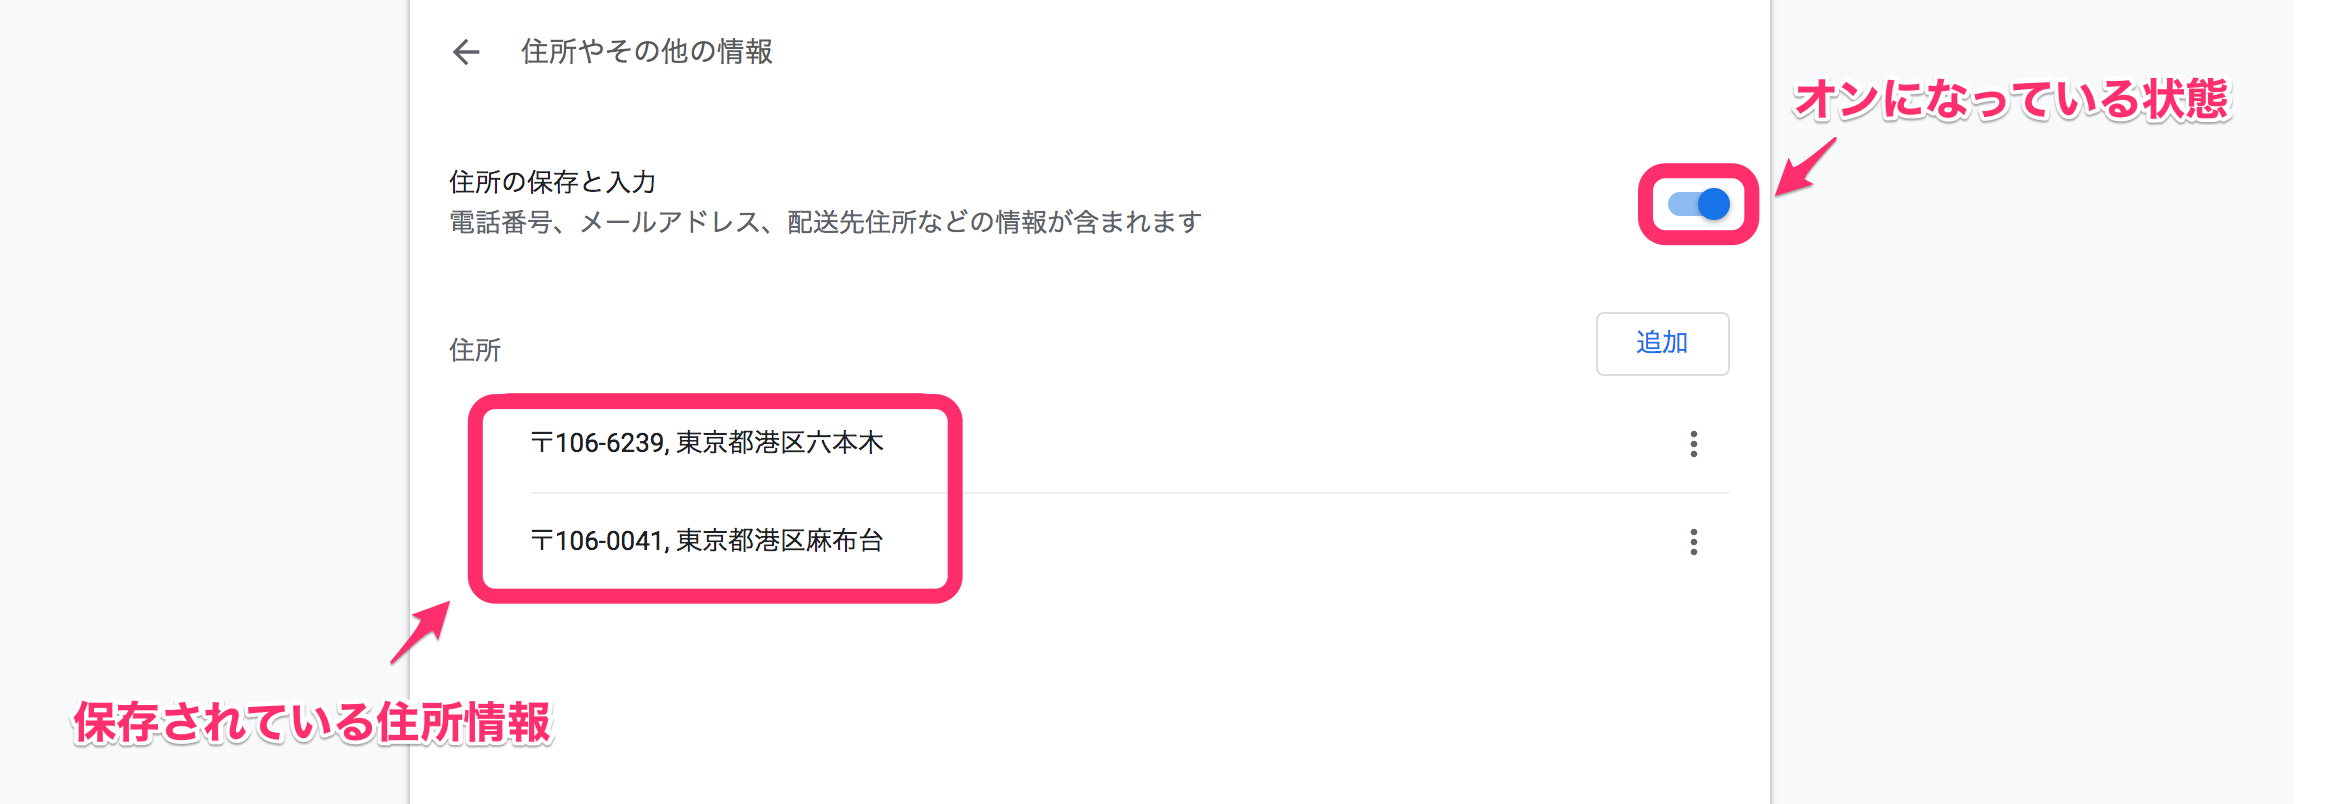 住所やその他の情報
オンになっている状態
住所の保存と入力
電話番号、メールアドレス、配送先住所などの情報が含まれます
住所
追加
〒106-6239, 東京都港区六本木
〒106-0041, 東京都港区麻布台
保存されている住所情報